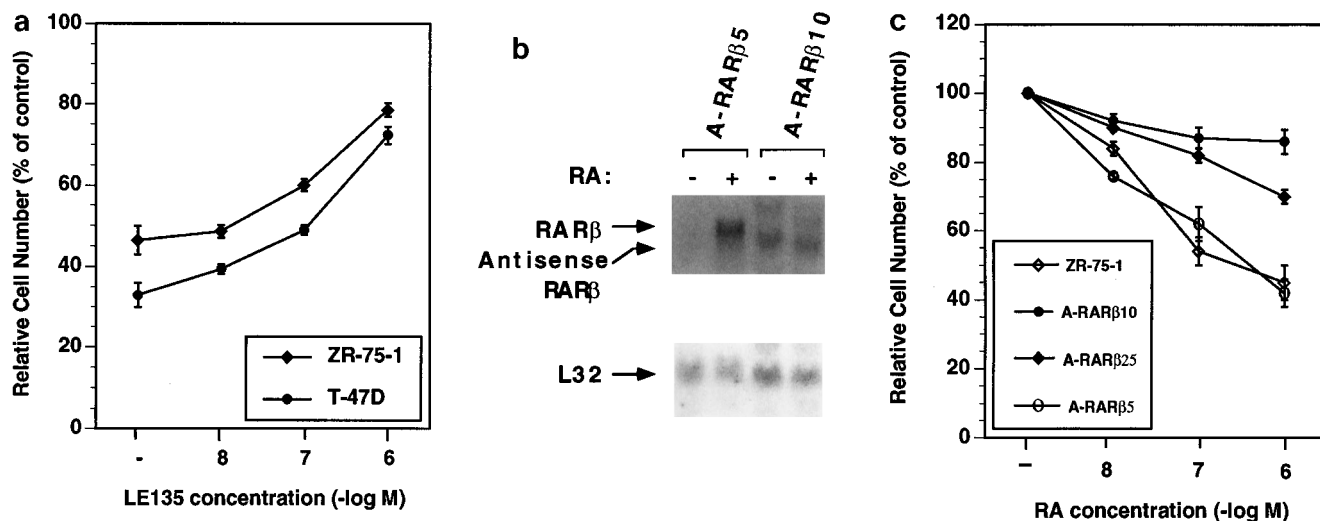 a
Relative Cell Number (% of control)
100
80
60
40
20
0
ZR-75-1
T-47D
- 8 7 6
LE135 concentration (-log M)
b
A-RARβ5
A-RARβ10
RA: - + - +
RARβ
Antisense
RARβ
L32
c
Relative Cell Number (% of control)
120
100
80
60
40
20
0
ZR-75-1
A-RARβ10
A-RARβ25
A-RARβ5
– 8 7 6
RA concentration (-log M)